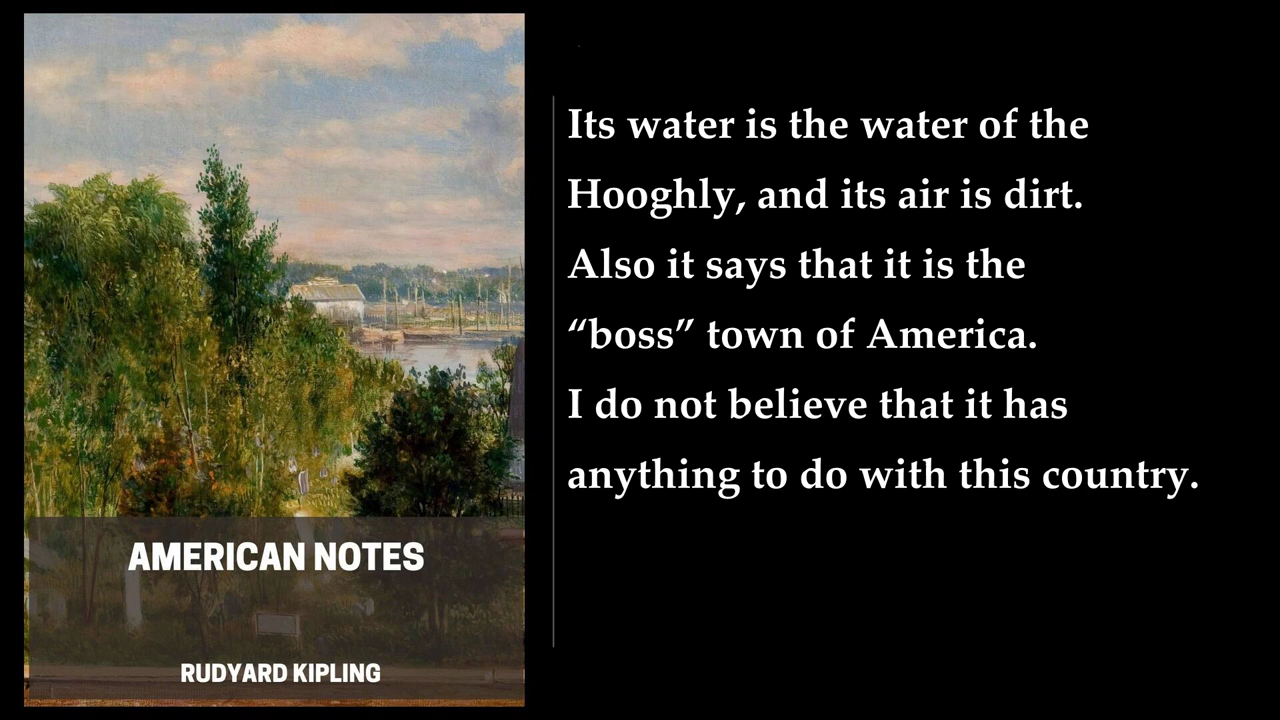 AMERICAN NOTES
RUDYARD KIPLING
Its water is the water of the
Hooghly, and its air is dirt.
Also it says that it is the
“boss” town of America.
I do not believe that it has
anything to do with this country.